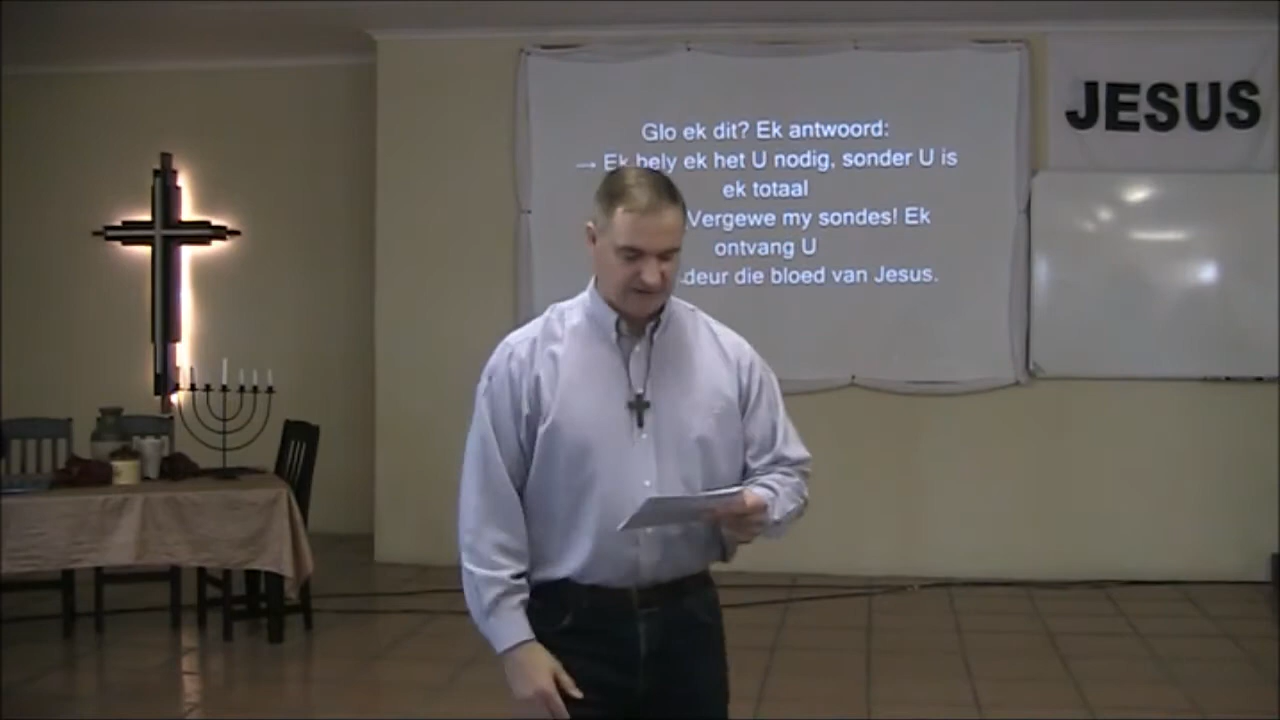 Glo ek dit? Ek antwoord:
→ Ek bely ek het U nodig, sonder U is
ek totaal
Vergewe my sondes! Ek
ontvang U
deur die bloed van Jesus.
JESUS